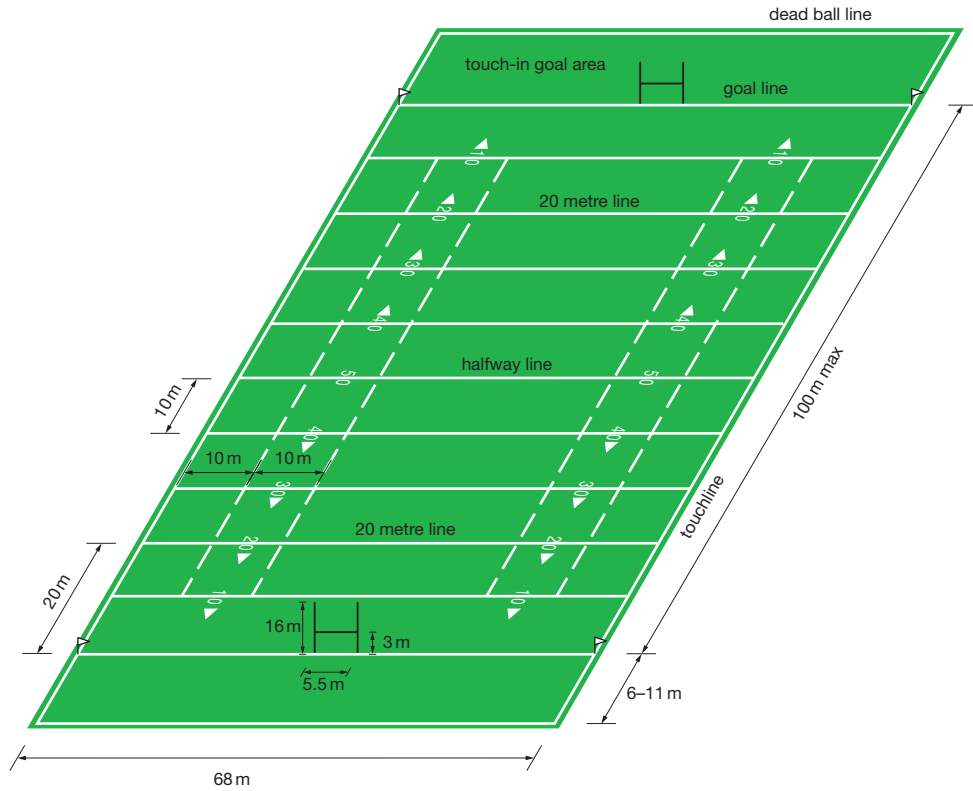 dead ball line
touch-in goal area
goal line
10 10
20 20
20 metre line
30 30
40 40
100 m max
halfway line
50 50
10 m
40 40
10 m 10 m
30 30
touchline
20 metre line
20 20
20 m
10 10
16 m
3 m
5.5 m
6–11 m
68 m